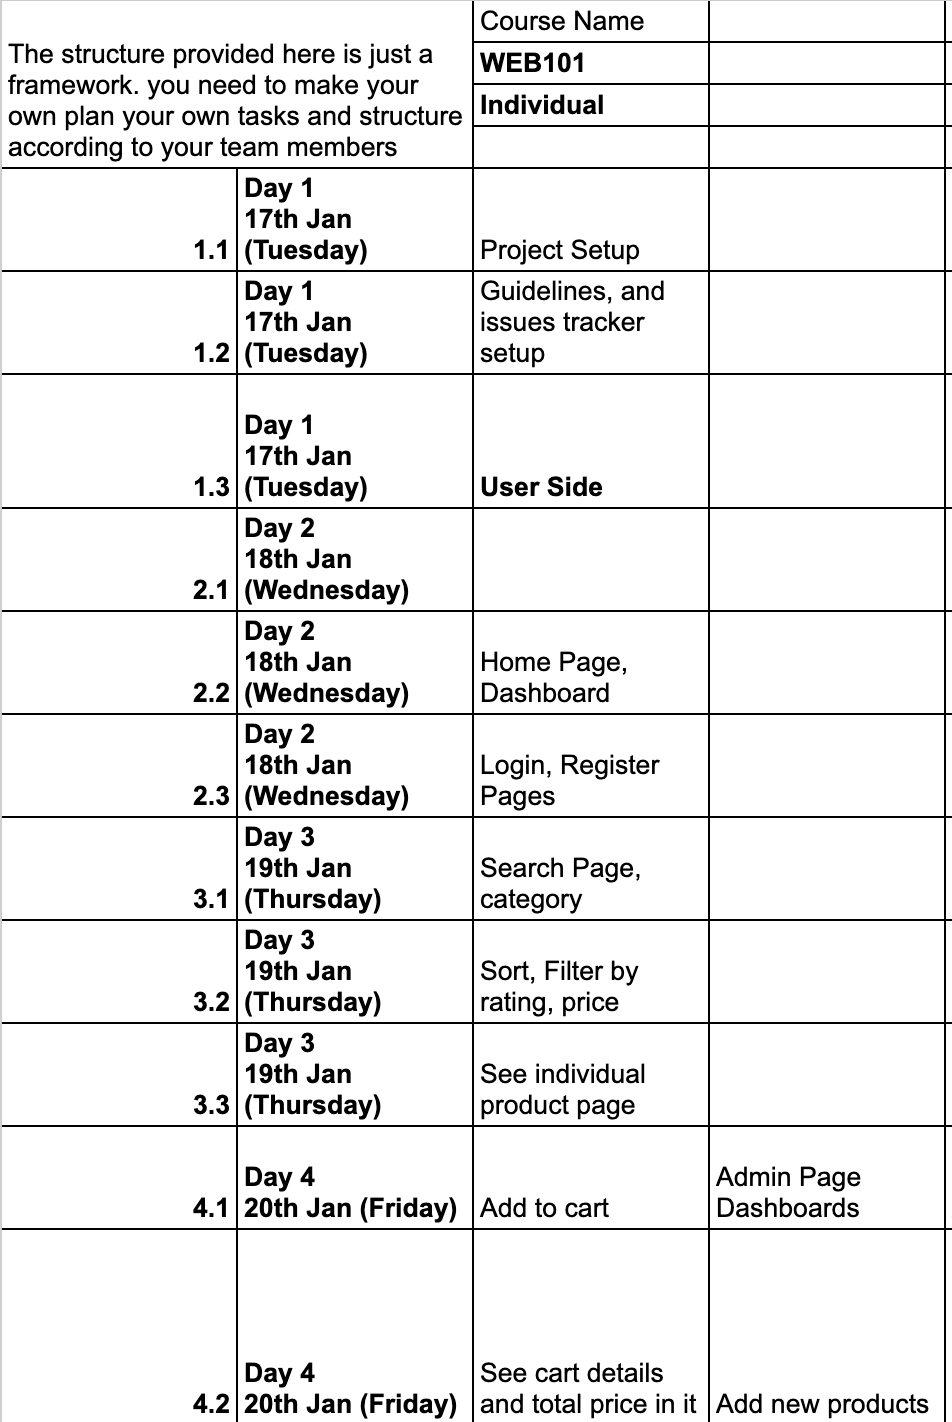 The structure provided here is just a
framework. you need to make your
own plan your own tasks and structure
according to your team members
Course Name
WEB101
Individual
1.1
Day 1
17th Jan
(Tuesday)
Project Setup
1.2
Day 1
17th Jan
(Tuesday)
Guidelines, and
issues tracker
setup
1.3
Day 1
17th Jan
(Tuesday)
User Side
2.1
Day 2
18th Jan
(Wednesday)
2.2
Day 2
18th Jan
(Wednesday)
Home Page,
Dashboard
2.3
Day 2
18th Jan
(Wednesday)
Login, Register
Pages
3.1
Day 3
19th Jan
(Thursday)
Search Page,
category
3.2
Day 3
19th Jan
(Thursday)
Sort, Filter by
rating, price
3.3
Day 3
19th Jan
(Thursday)
See individual
product page
4.1
Day 4
20th Jan (Friday)
Add to cart
Admin Page
Dashboards
4.2
Day 4
20th Jan (Friday)
See cart details
and total price in it
Add new products